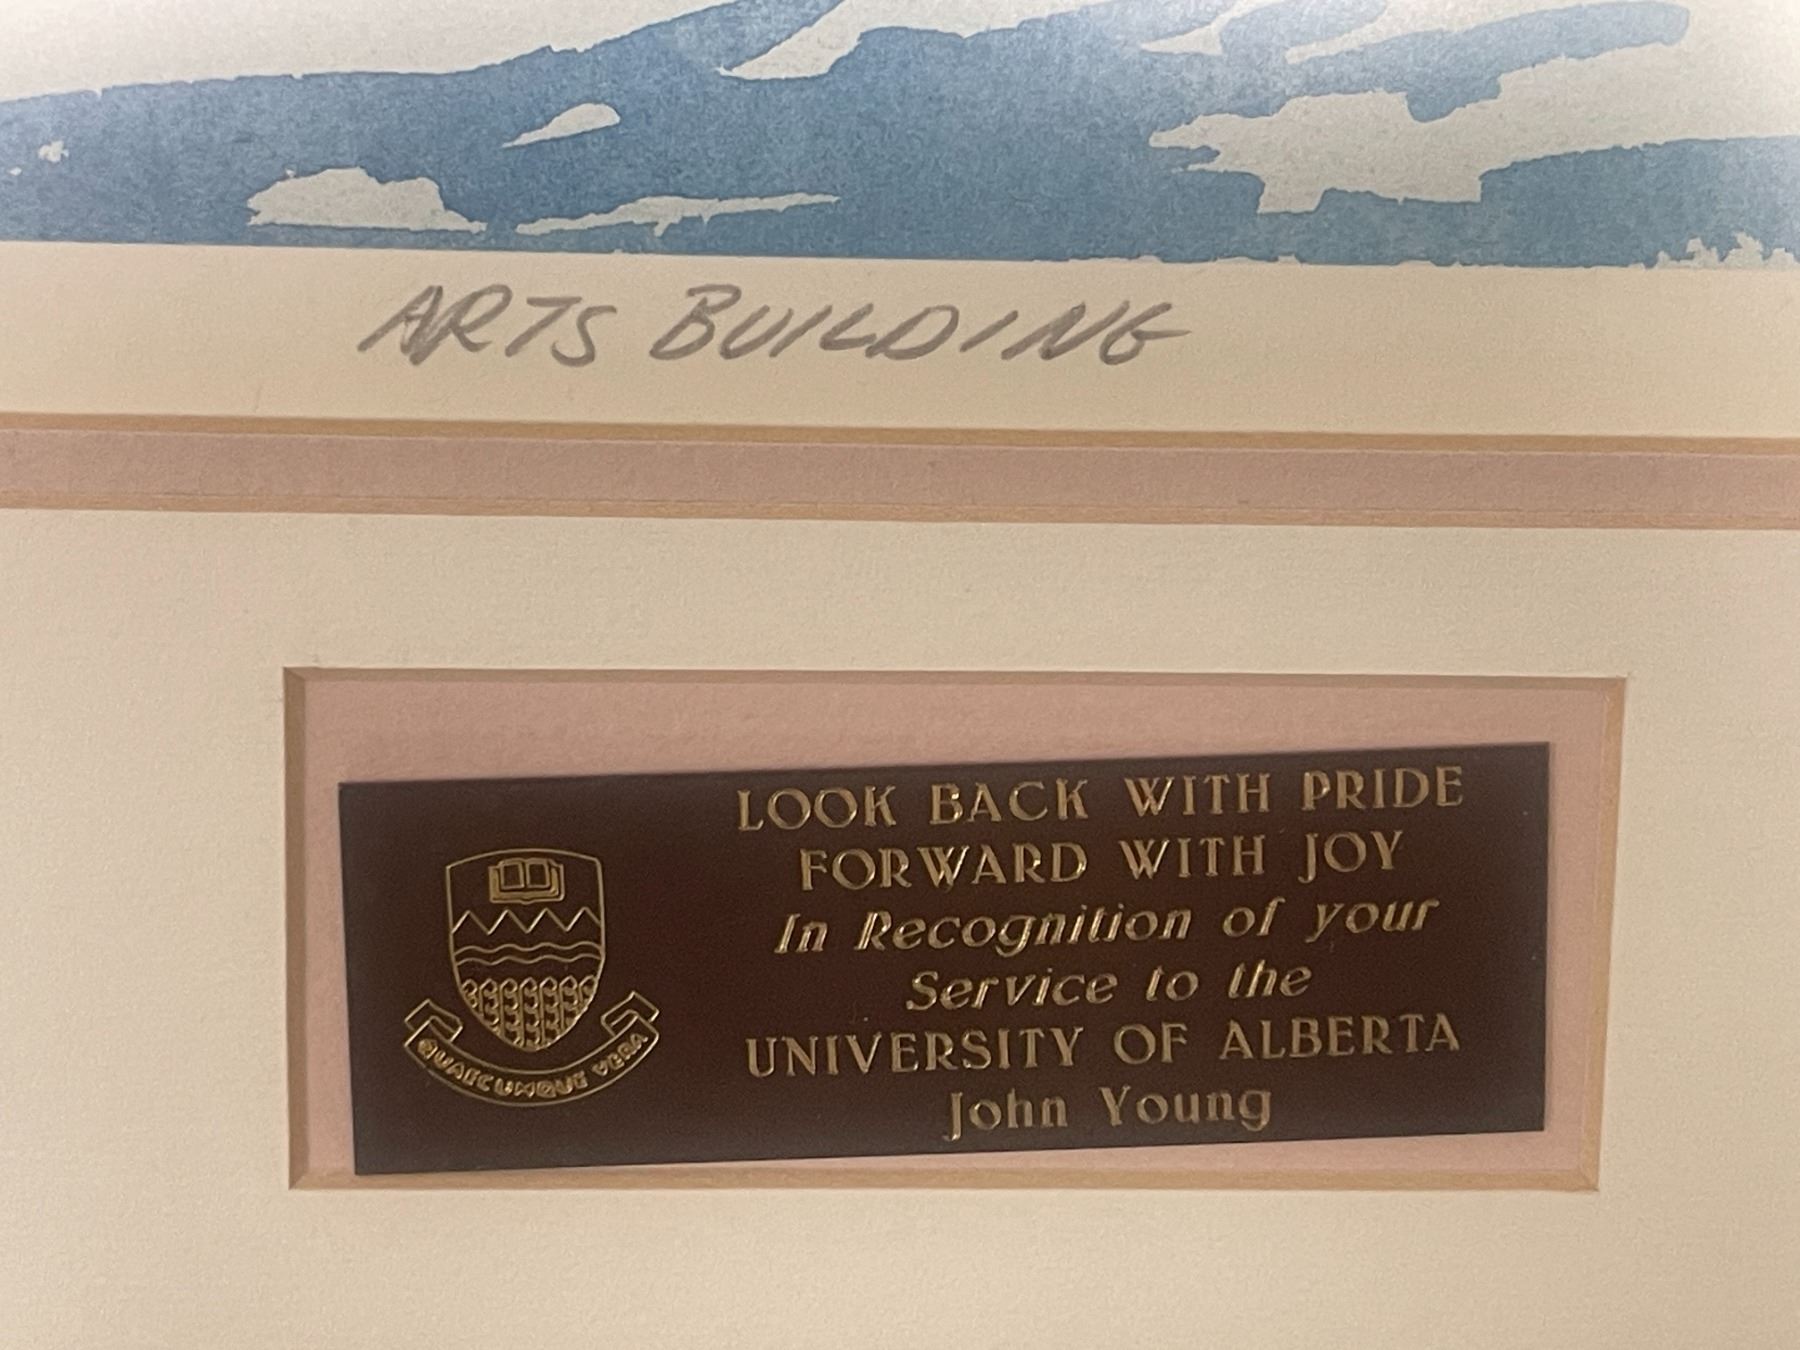 ARTS BUILDING
LOOK BACK WITH PRIDE
FORWARD WITH JOY
In Recognition of your
Service to the
UNIVERSITY OF ALBERTA
John Young
QUAECUMQUE VERA